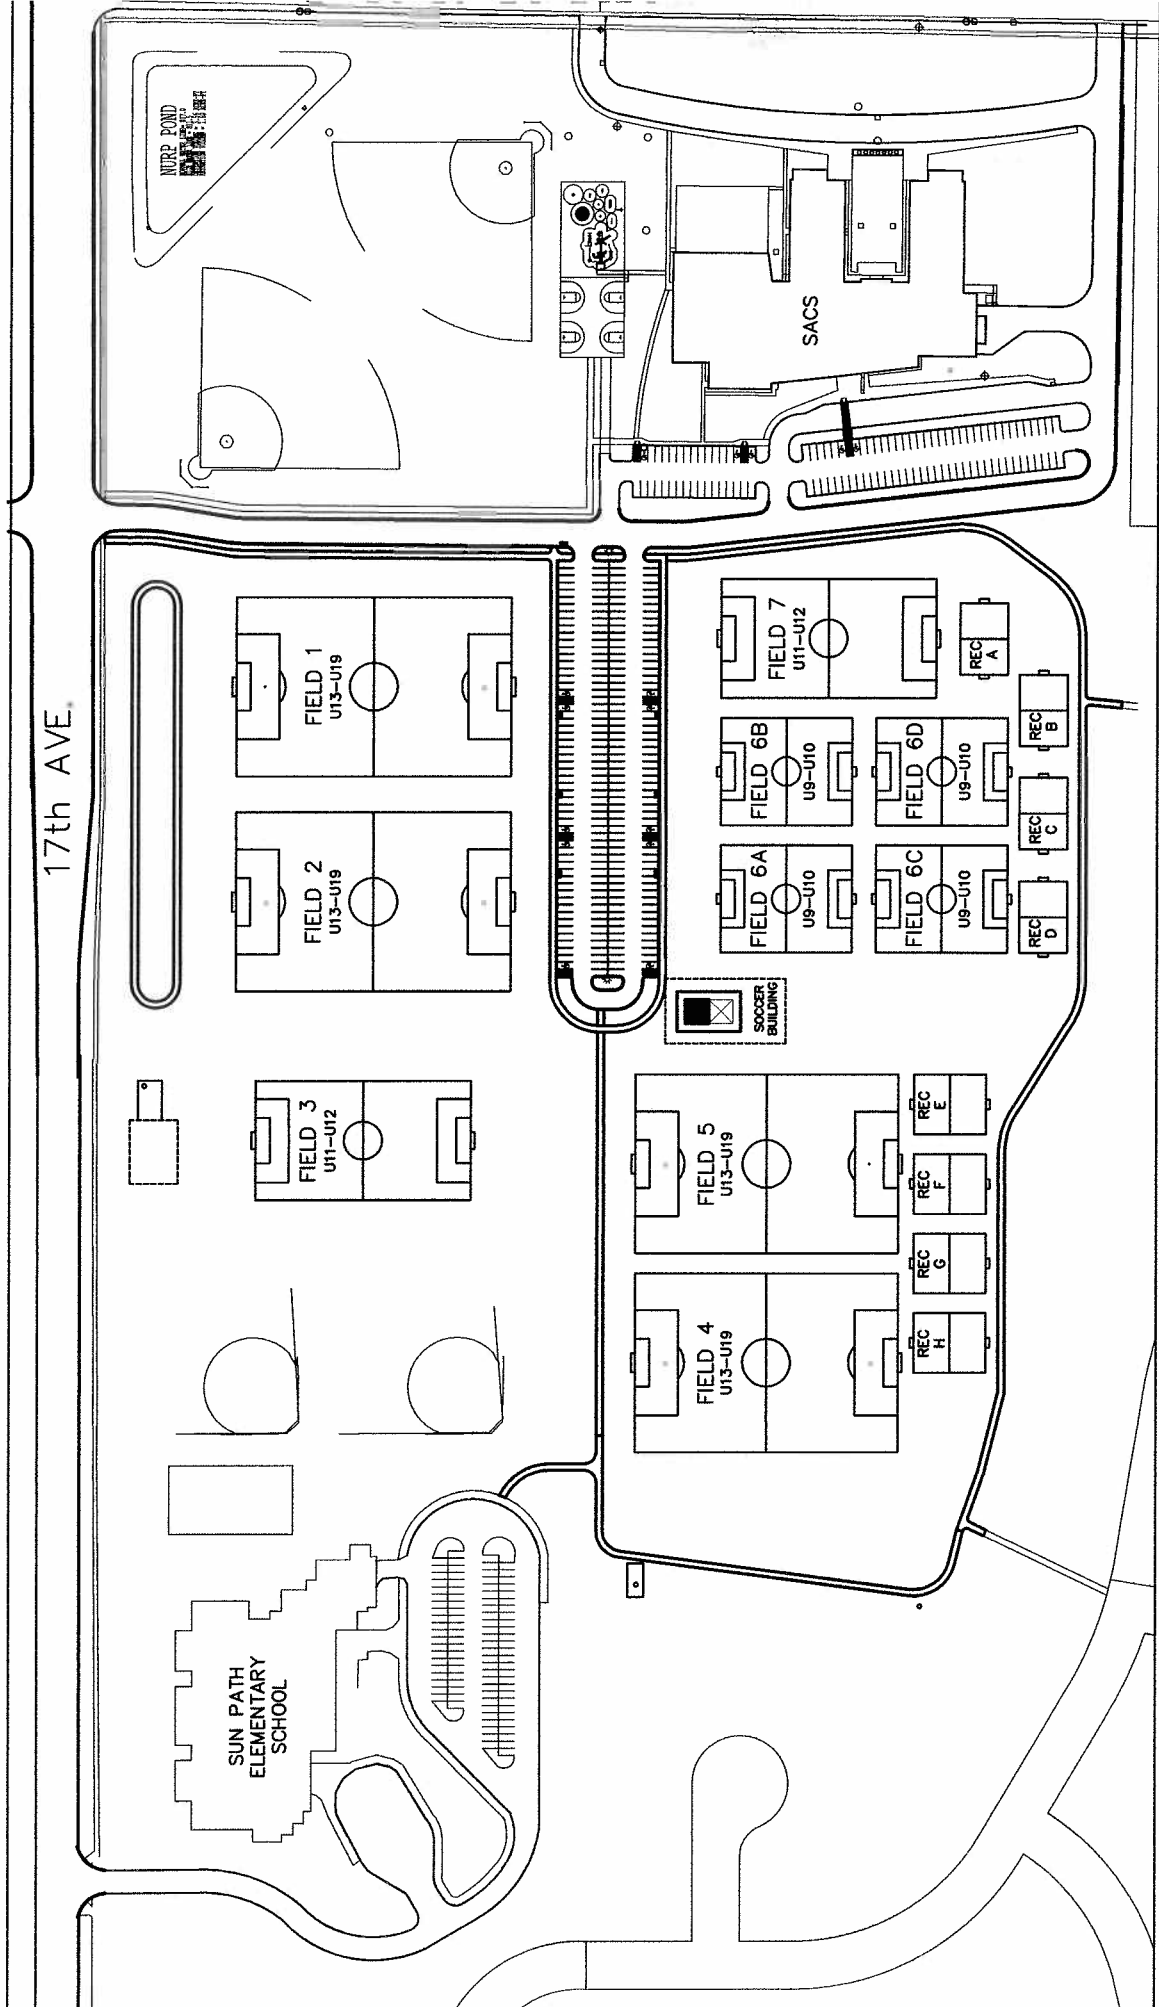 NURP POND
SACS
17th AVE.
FIELD 1
U13-U19
FIELD 2
U13-U19
FIELD 7
U11-U12
REC
A
REC
B
FIELD 6B
U9-U10
FIELD 6D
U9-U10
REC
C
FIELD 6A
U9-U10
FIELD 6C
U9-U10
REC
D
SOCCER
BUILDING
FIELD 3
U11-U12
FIELD 5
U13-U19
REC
E
REC
F
REC
G
FIELD 4
U13-U19
REC
H
SUN PATH
ELEMENTARY
SCHOOL